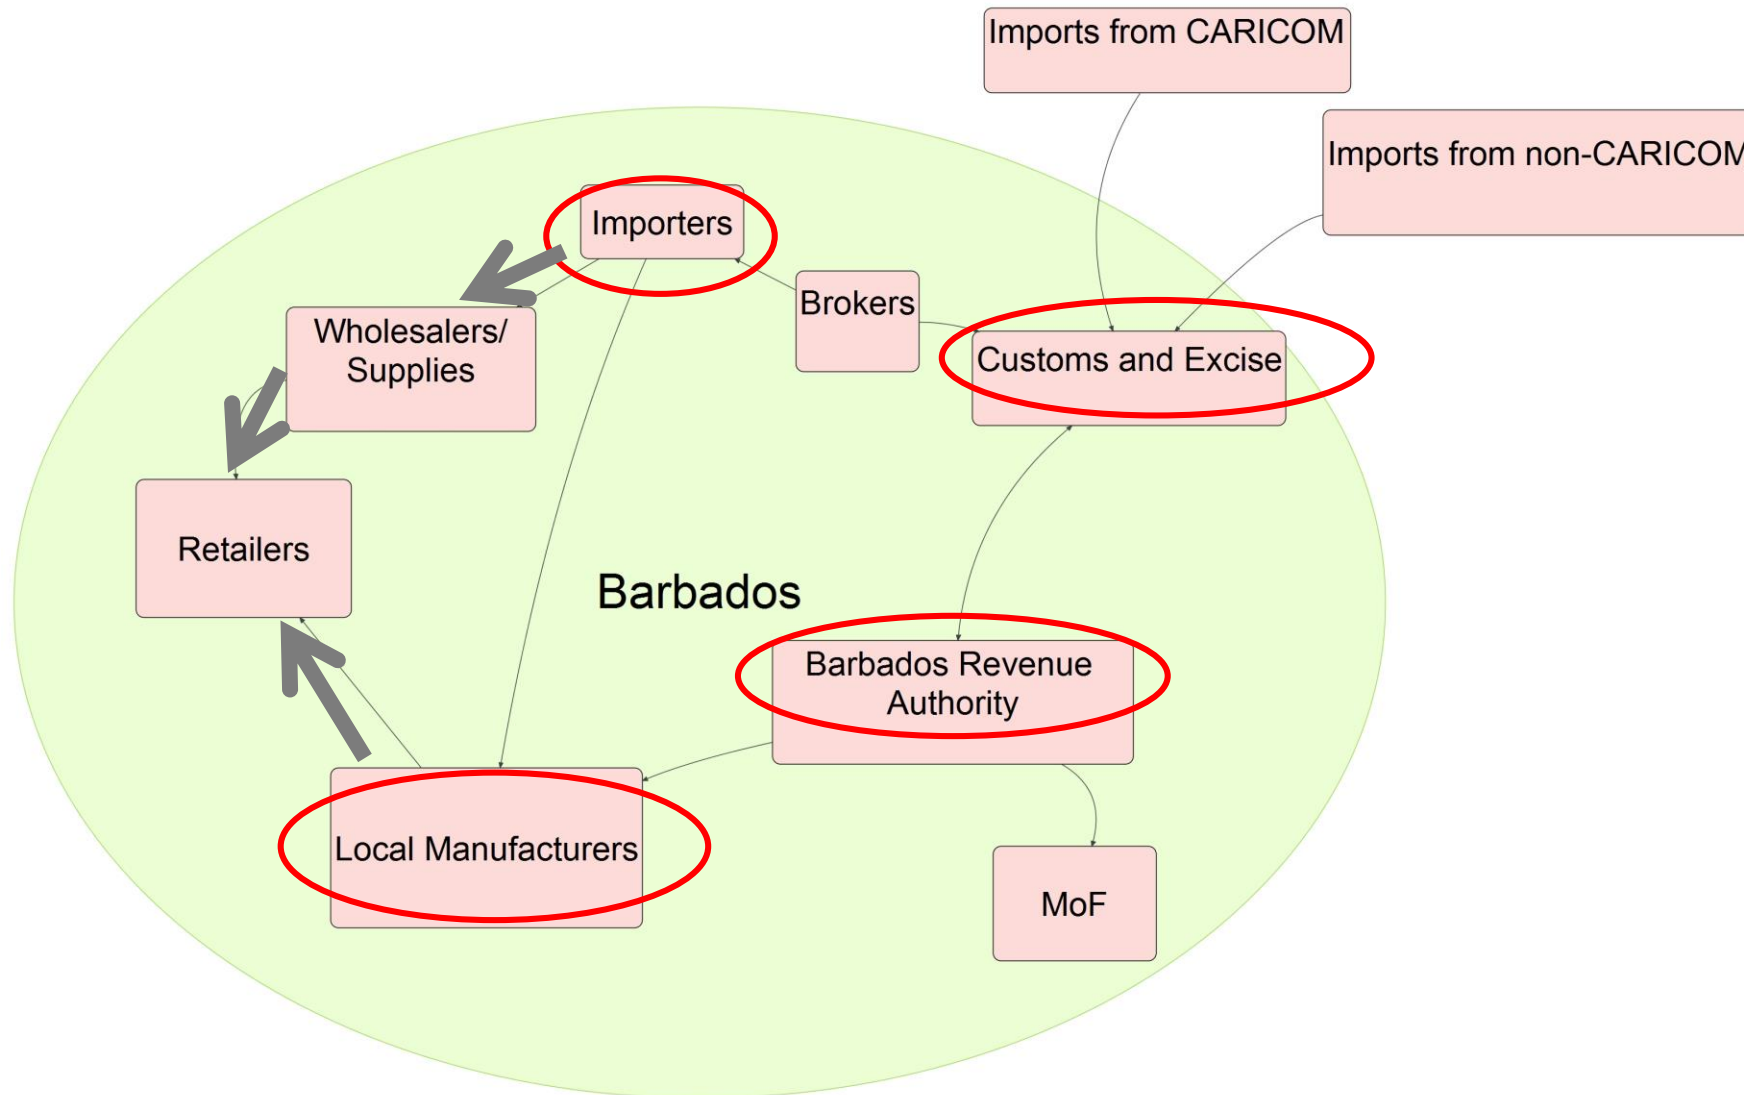 Imports from CARICOM
Imports from non-CARICOM
Importers
Brokers
Wholesalers/
Supplies
Customs and Excise
Retailers
Barbados
Barbados Revenue
Authority
Local Manufacturers
MoF